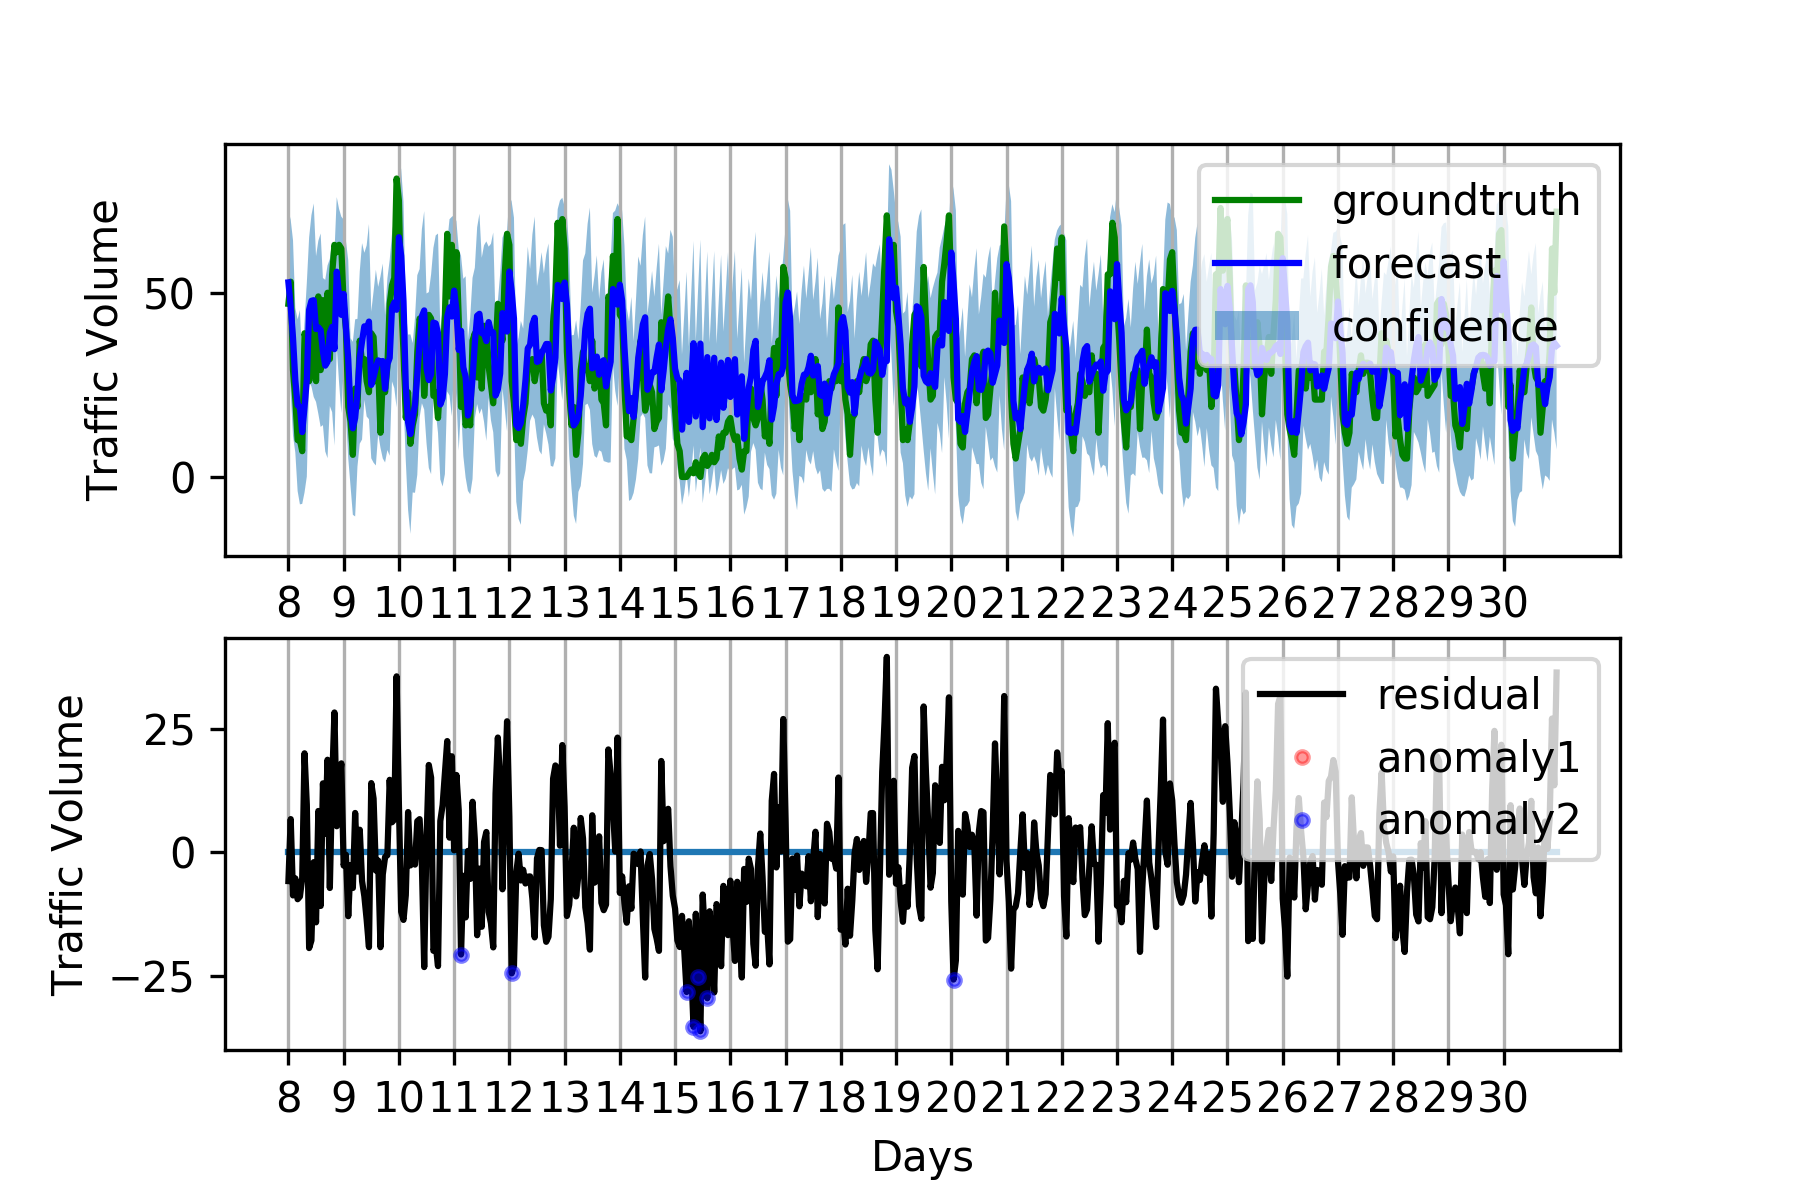 Traffic Volume
50
0
groundtruth
forecast
confidence
8 9 10 11 12 13 14 15 16 17 18 19 20 21 22 23 24 25 26 27 28 29 30
Traffic Volume
25
0
−25
residual
anomaly1
anomaly2
8 9 10 11 12 13 14 15 16 17 18 19 20 21 22 23 24 25 26 27 28 29 30
Days